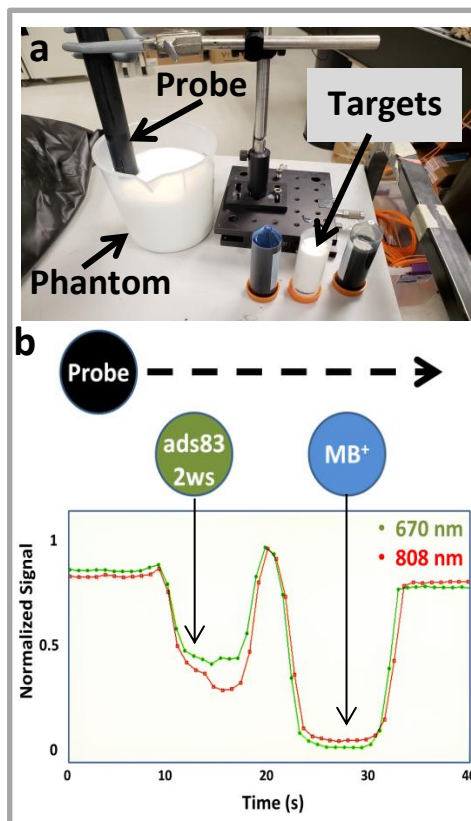 a
Probe
Targets
Phantom
b
Probe
ads83
2ws
MB⁺
• 670 nm
• 808 nm
Normalized Signal
1
0.5
0
0
10
20
30
40
Time (s)